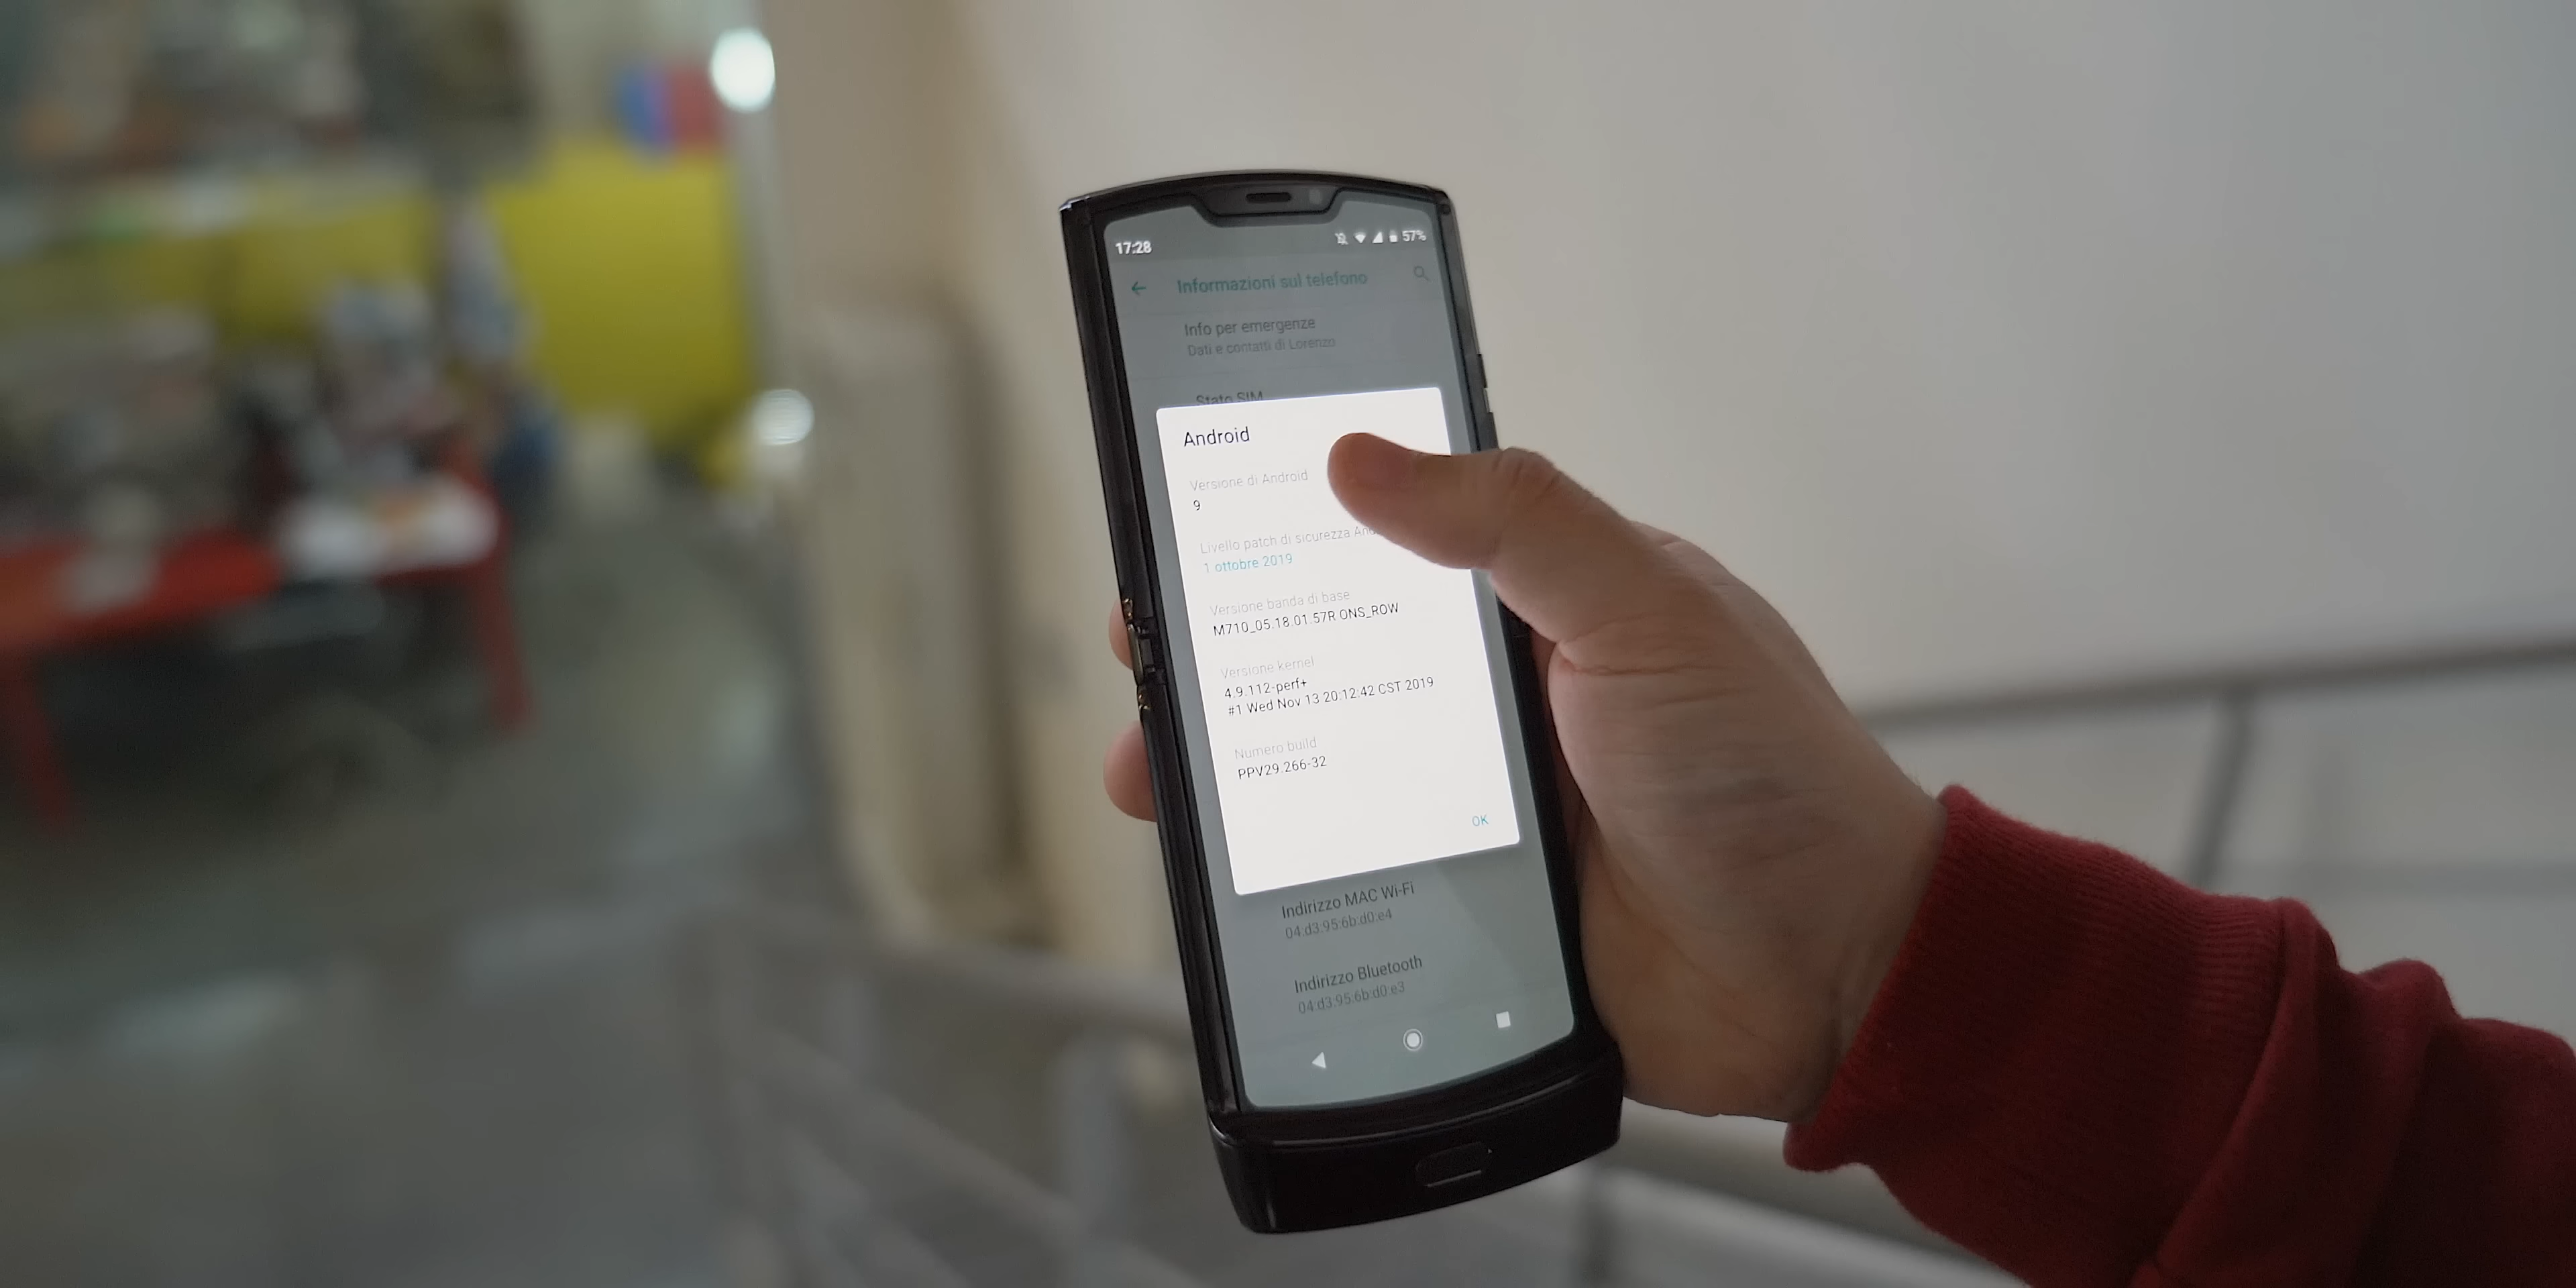 17:28
57%
Informazioni sul telefono
Info per emergenze
Dati e contatti di Lorenzo
Stato SIM
Android
Versione di Android
9
Livello patch di sicurezza
1 ottobre 2019
Versione banda di base
M710_05.18.01.57R ONS_ROW
Versione kernel
4.9.112-perf+
#1 Wed Nov 13 20:12:42 CST 2019
Numero build
PPV29.266-32
OK
Indirizzo MAC Wi-Fi
04:d3:95:6b:d0:e4
Indirizzo Bluetooth
04:d3:95:6b:d0:e3